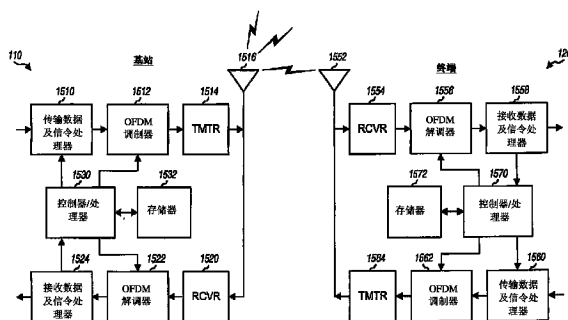 110
基站
1516
1552
终端
120
1510
1512
1514
1554
1556
1558
传输数据
及信令处
理器
OFDM
调制器
TMTR
RCVR
OFDM
解调器
接收数据
及信令处
理器
1530
1532
1572
1570
控制器/处
理器
存储器
存储器
控制器/处
理器
1524
1522
1520
1584
1562
1560
接收数据
及信令处
理器
OFDM
解调器
RCVR
TMTR
OFDM
调制器
传输数据
及信令处
理器